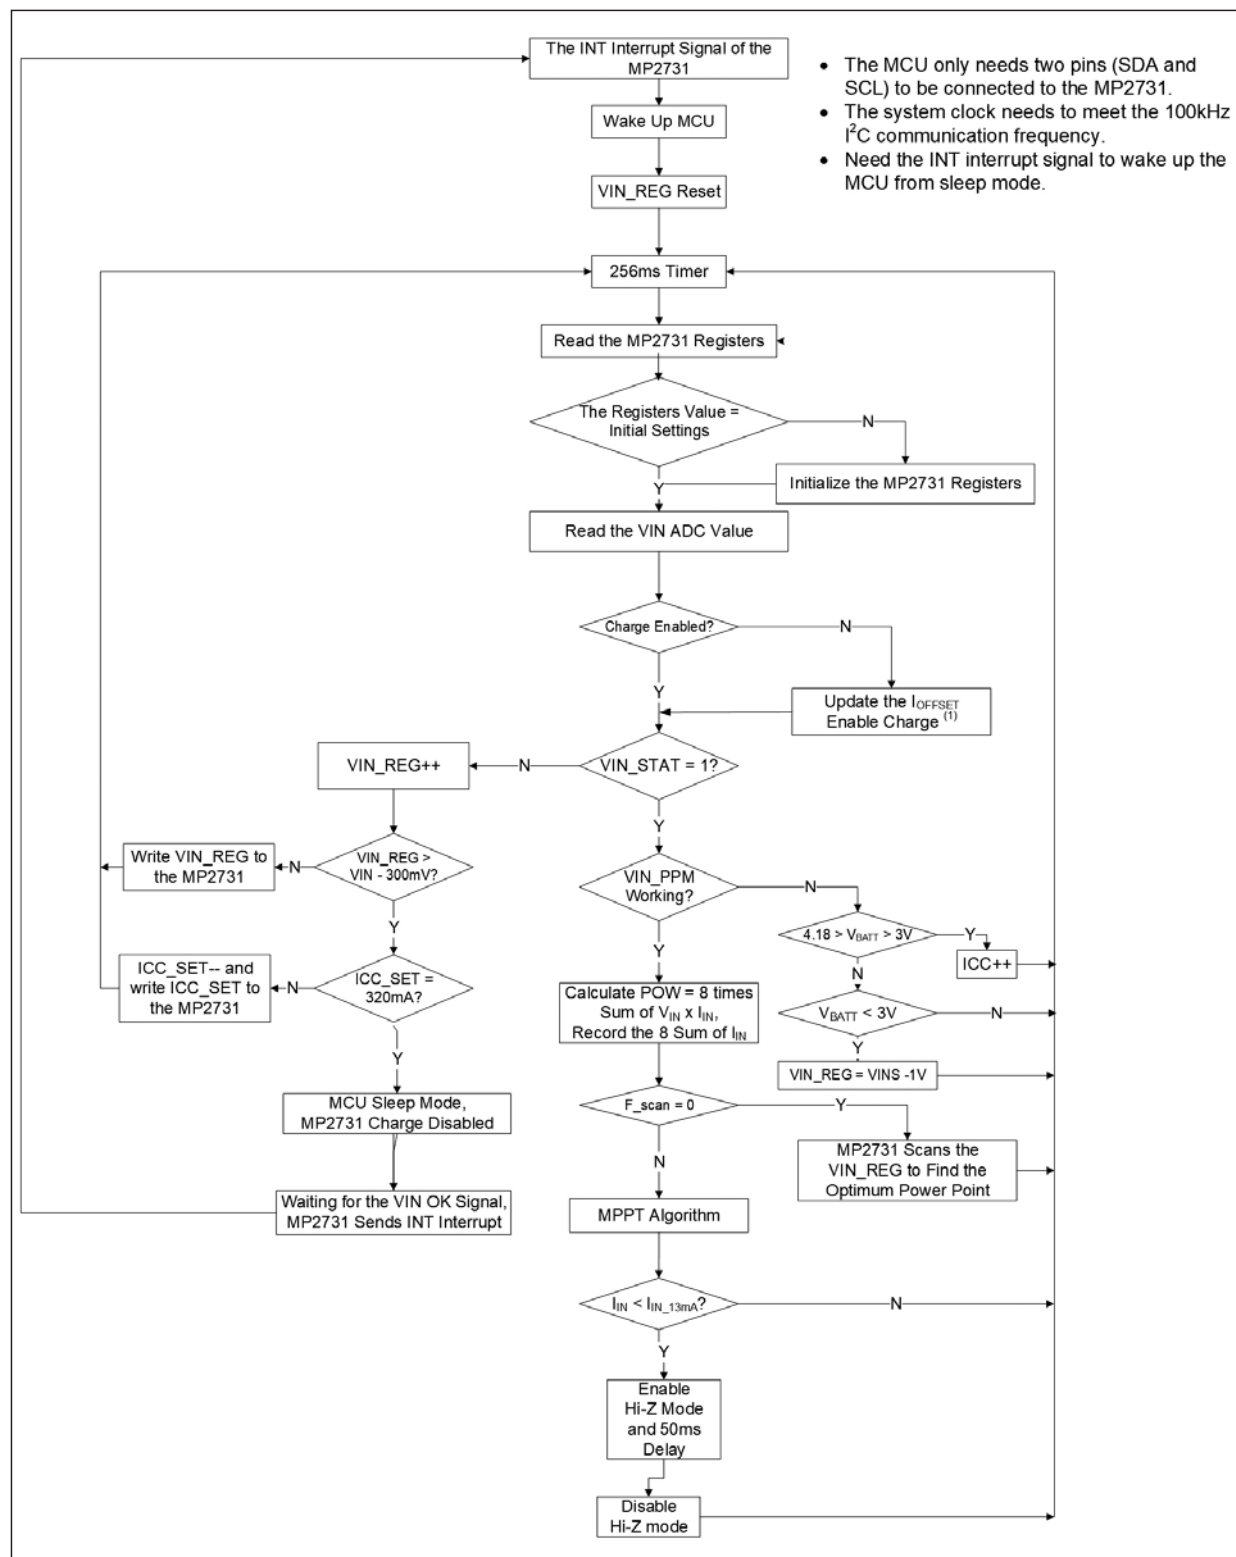 The INT Interrupt Signal of the
MP2731
• The MCU only needs two pins (SDA and
SCL) to be connected to the MP2731.
• The system clock needs to meet the 100kHz
I²C communication frequency.
• Need the INT interrupt signal to wake up the
MCU from sleep mode.
Wake Up MCU
VIN_REG Reset
256ms Timer
Read the MP2731 Registers
The Registers Value =
Initial Settings
N
Initialize the MP2731 Registers
Y
Read the VIN ADC Value
Charge Enabled?
N
Y
Update the IOFFSET
Enable Charge (1)
VIN_STAT = 1?
N
VIN_REG++
Y
VIN_REG >
VIN - 300mV?
N
Write VIN_REG to
the MP2731
Y
ICC_SET =
320mA?
N
ICC_SET-- and
write ICC_SET to
the MP2731
Y
MCU Sleep Mode,
MP2731 Charge Disabled
Waiting for the VIN OK Signal,
MP2731 Sends INT Interrupt
VIN_PPM
Working?
N
4.18 > VBATT > 3V
Y
ICC++
N
VBATT < 3V
N
Y
VIN_REG = VINS -1V
Y
Calculate POW = 8 times
Sum of VIN x IIN,
Record the 8 Sum of IIN
F_scan = 0
Y
MP2731 Scans the
VIN_REG to Find the
Optimum Power Point
N
MPPT Algorithm
IIN < IIN_13mA?
N
Y
Enable
Hi-Z Mode
and 50ms
Delay
Disable
Hi-Z mode